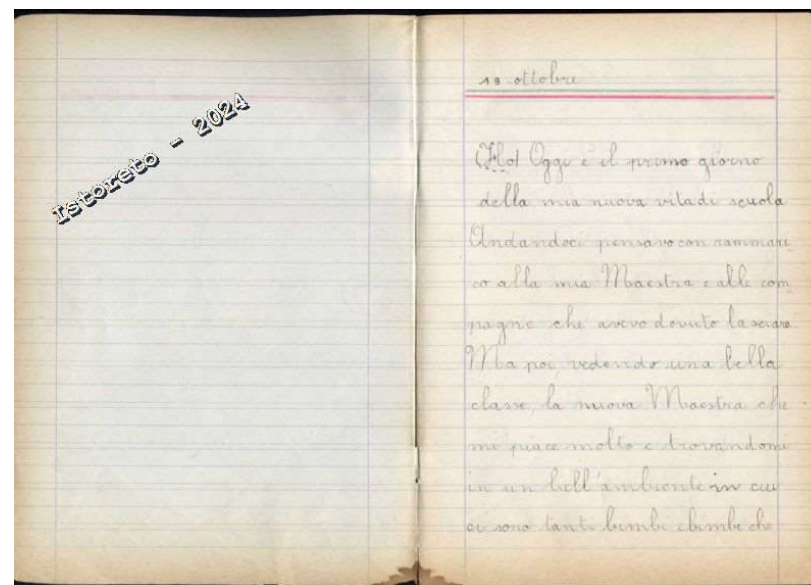 Istoreto - 2024
18 ottobre
Oggi è il primo giorno
della mia nuova vita di scuola
Andandoci pensavo con rammari
co alla mia Maestra e alle com
pagne che avevo dovuto lasciare
Ma poi, vedendo una bella
classe, la nuova Maestra che
mi piace molto e trovandomi
in un bell'ambiente in cui
ci sono tanti bimbi e bimbe che